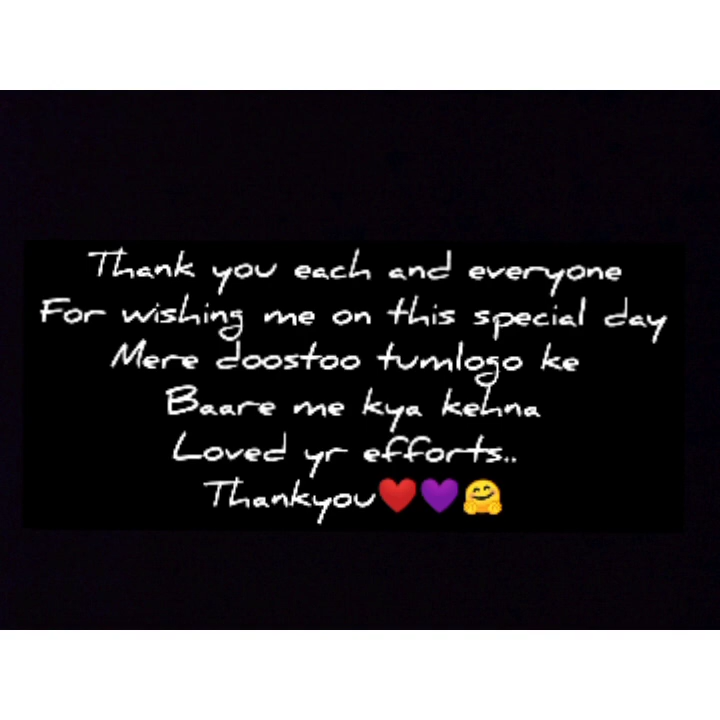 Thank you each and everyone
For wishing me on this special day
Mere doostoo tumlogo ke
Baare me kya kehna
Loved yr efforts..
Thankyou❤️💜🤗